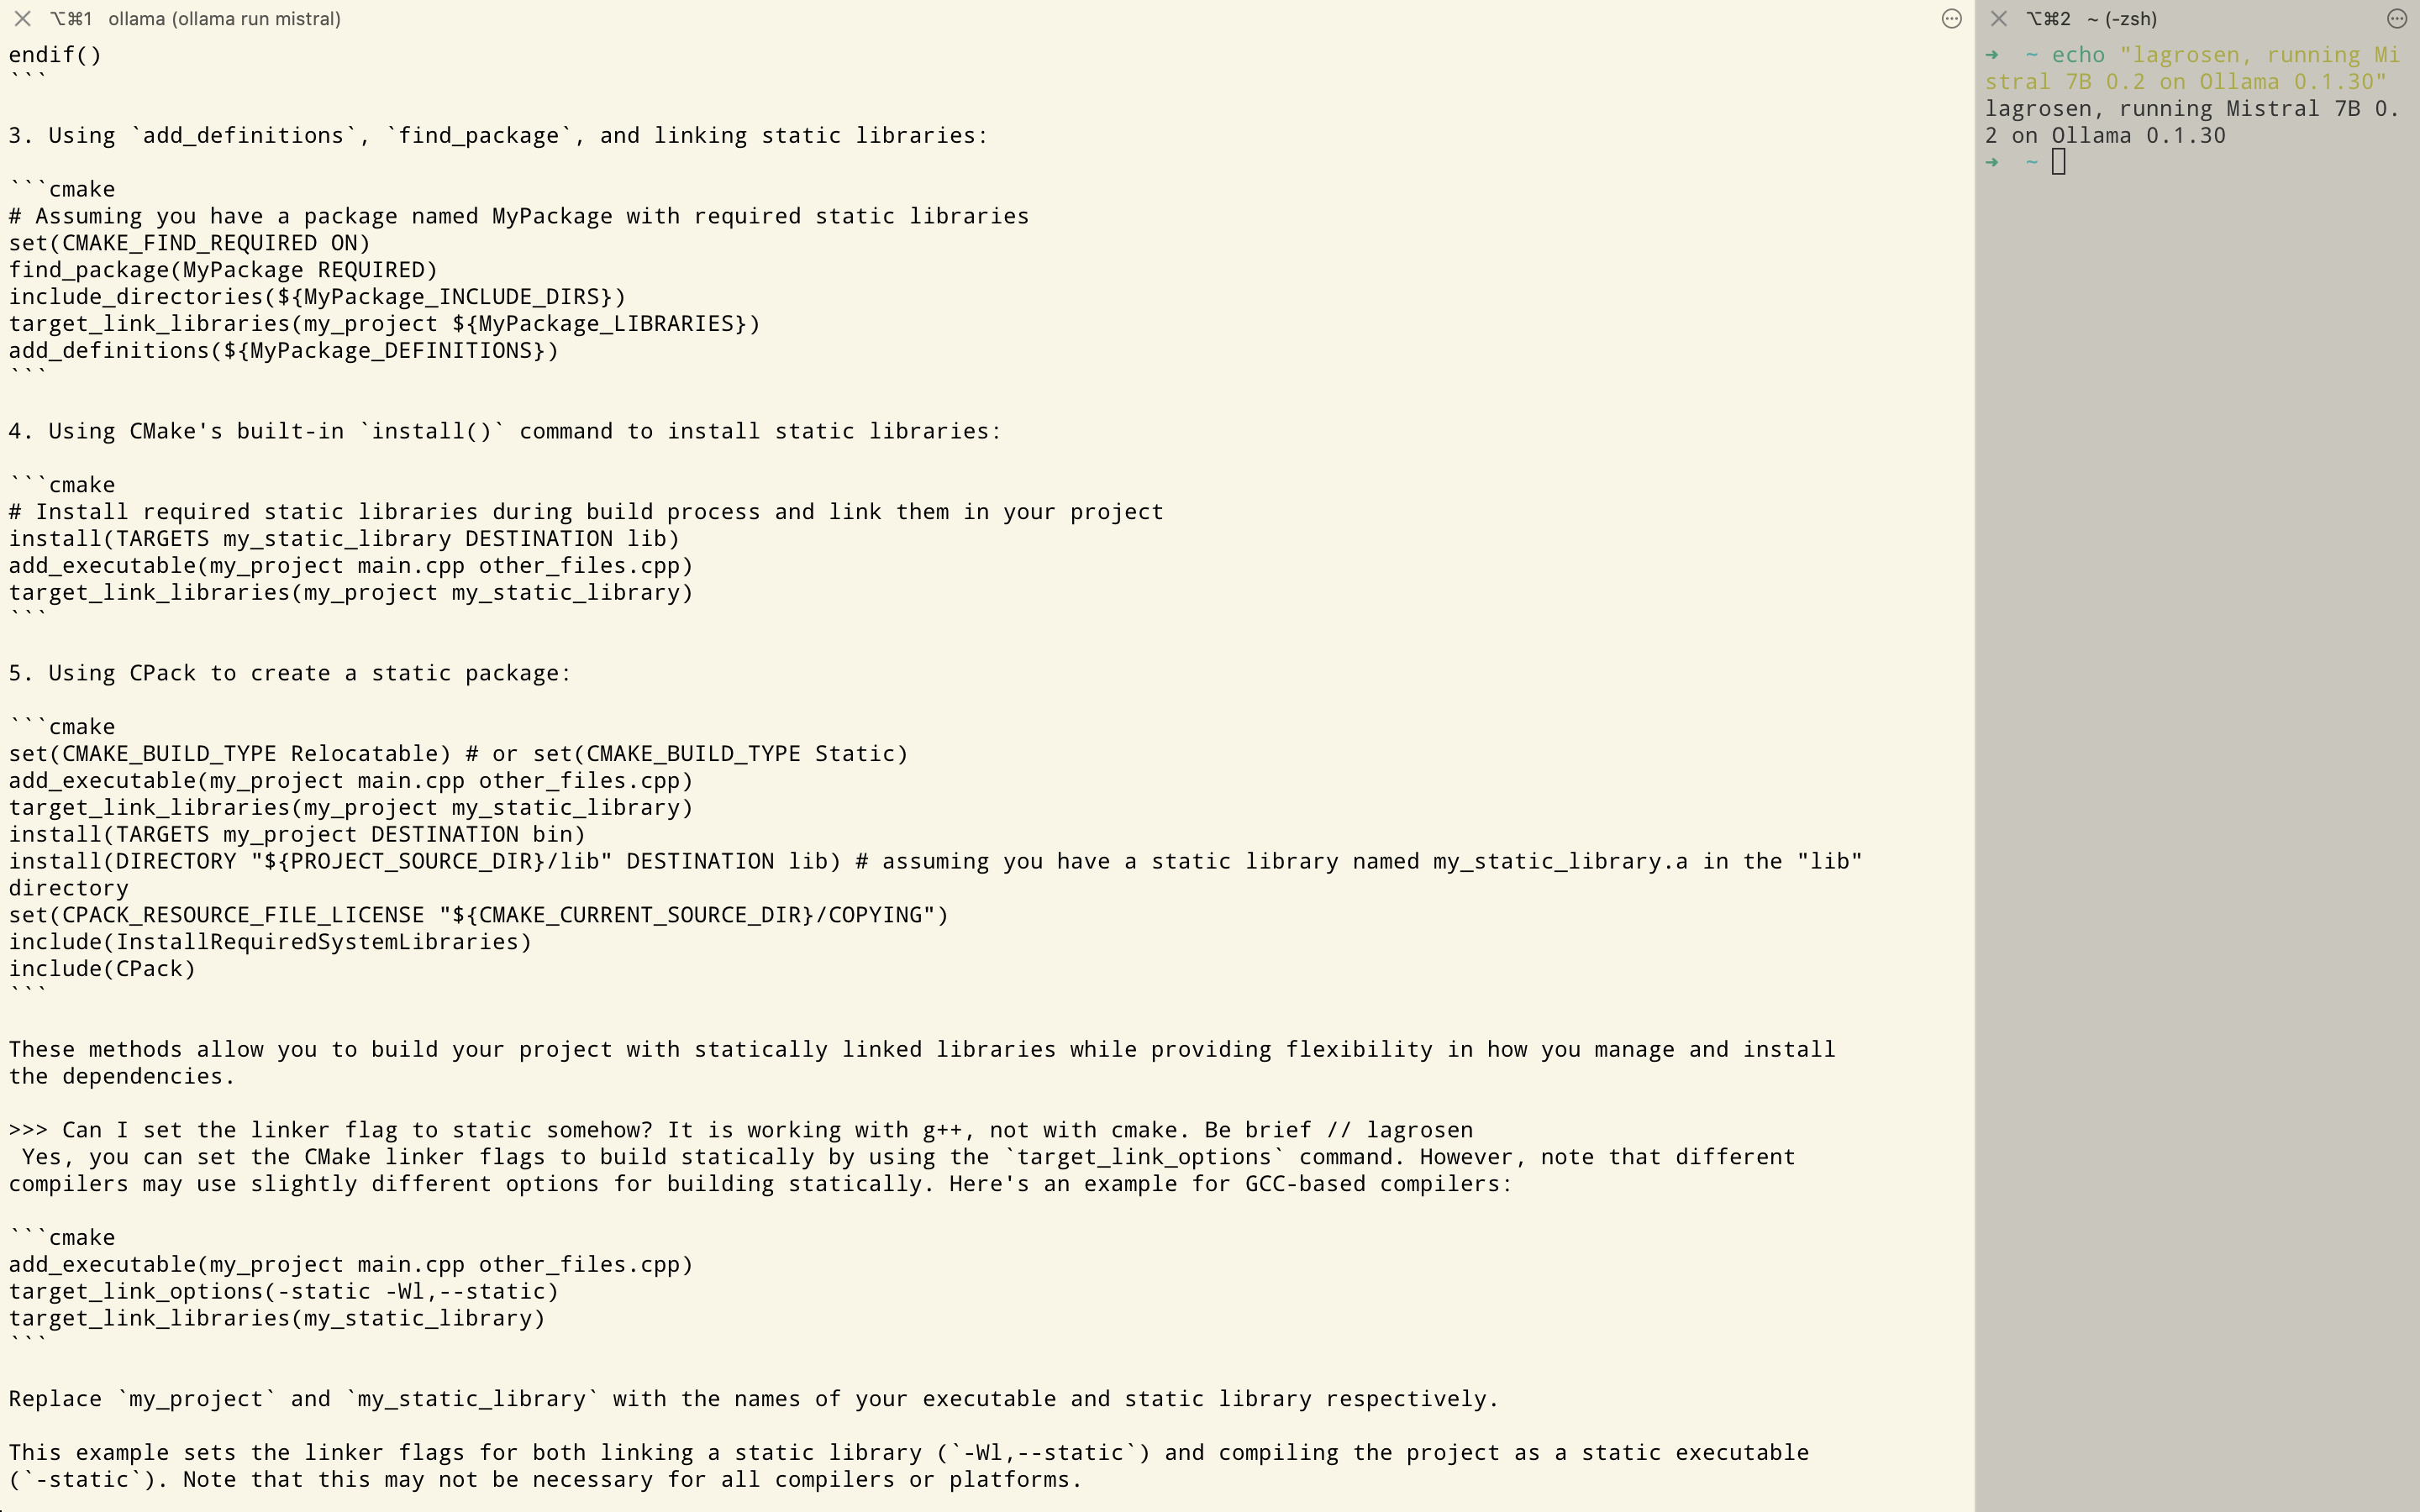 ⌥⌘1 ollama (ollama run mistral)
endif()
```
3. Using `add_definitions`, `find_package`, and linking static libraries:
```cmake
# Assuming you have a package named MyPackage with required static libraries
set(CMAKE_FIND_REQUIRED ON)
find_package(MyPackage REQUIRED)
include_directories(${MyPackage_INCLUDE_DIRS})
target_link_libraries(my_project ${MyPackage_LIBRARIES})
add_definitions(${MyPackage_DEFINITIONS})
```
4. Using CMake's built-in `install()` command to install static libraries:
```cmake
# Install required static libraries during build process and link them in your project
install(TARGETS my_static_library DESTINATION lib)
add_executable(my_project main.cpp other_files.cpp)
target_link_libraries(my_project my_static_library)
```
5. Using CPack to create a static package:
```cmake
set(CMAKE_BUILD_TYPE Relocatable) # or set(CMAKE_BUILD_TYPE Static)
add_executable(my_project main.cpp other_files.cpp)
target_link_libraries(my_project my_static_library)
install(TARGETS my_project DESTINATION bin)
install(DIRECTORY "${PROJECT_SOURCE_DIR}/lib" DESTINATION lib) # assuming you have a static library named my_static_library.a in the "lib"
directory
set(CPACK_RESOURCE_FILE_LICENSE "${CMAKE_CURRENT_SOURCE_DIR}/COPYING")
include(InstallRequiredSystemLibraries)
include(CPack)
```
These methods allow you to build your project with statically linked libraries while providing flexibility in how you manage and install
the dependencies.
>>> Can I set the linker flag to static somehow? It is working with g++, not with cmake. Be brief // lagrosen
Yes, you can set the CMake linker flags to build statically by using the `target_link_options` command. However, note that different
compilers may use slightly different options for building statically. Here's an example for GCC-based compilers:
```cmake
add_executable(my_project main.cpp other_files.cpp)
target_link_options(-static -Wl,--static)
target_link_libraries(my_static_library)
```
Replace `my_project` and `my_static_library` with the names of your executable and static library respectively.
This example sets the linker flags for both linking a static library (`-Wl,--static`) and compiling the project as a static executable
(`-static`). Note that this may not be necessary for all compilers or platforms.
⌥⌘2 ~ (-zsh)
➜ ~ echo "lagrosen, running Mi
stral 7B 0.2 on Ollama 0.1.30"
lagrosen, running Mistral 7B 0.
2 on Ollama 0.1.30
➜ ~